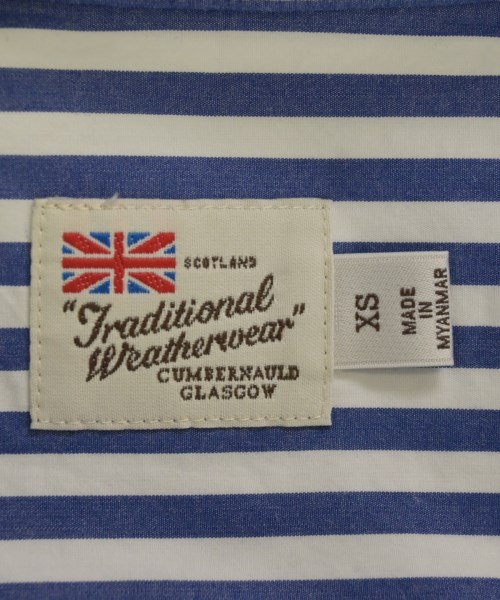 SCOTLAND
"Traditional
Weatherwear"
CUMBERNAULD
GLASGOW
XS
MADE
IN
MYANMAR